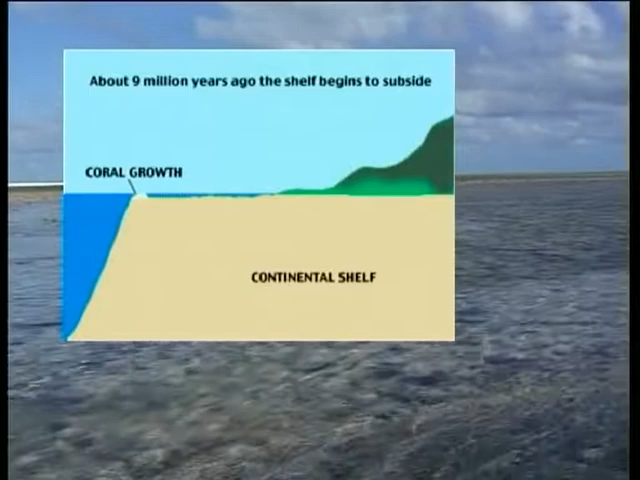 About 9 million years ago the shelf begins to subside
CORAL GROWTH
CONTINENTAL SHELF